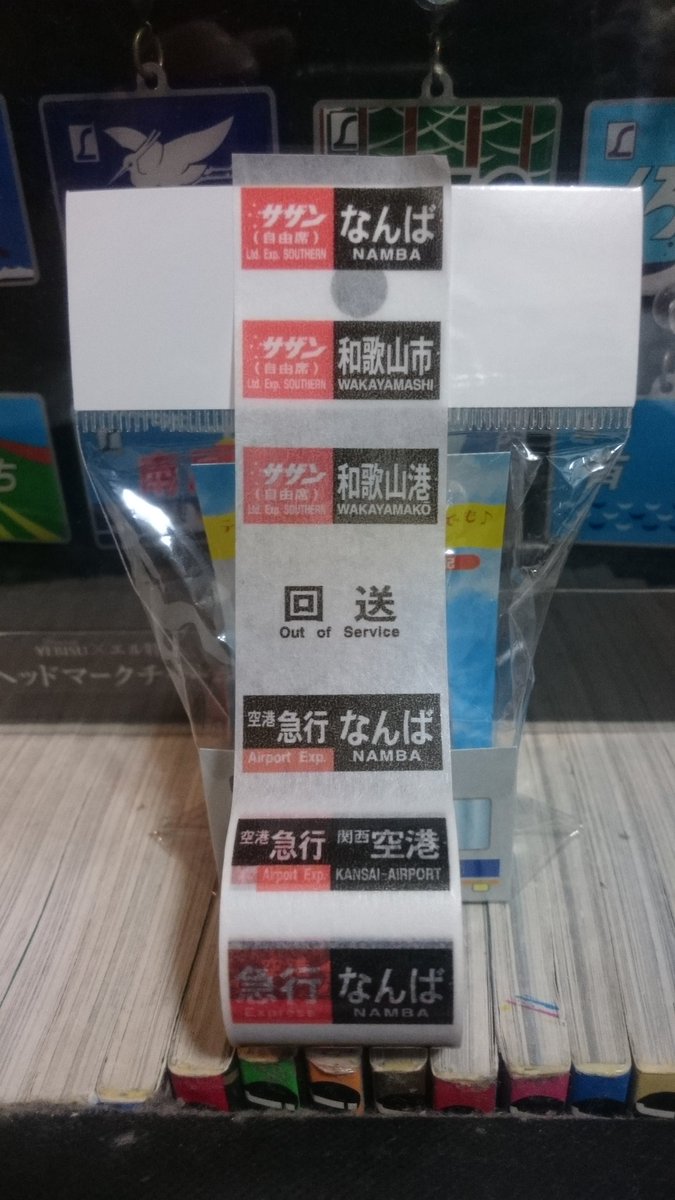 サザン なんば
(自由席)
Ltd. Exp. SOUTHERN NAMBA
サザン 和歌山市
(自由席)
Ltd. Exp. SOUTHERN WAKAYAMASHI
サザン 和歌山港
(自由席)
Ltd. Exp. SOUTHERN WAKAYAMAKO
回送
Out of Service
空港急行 なんば
Airport Exp. NAMBA
空港急行 関西空港
Airport Exp. KANSAI-AIRPORT
急行 なんば
Express NAMBA
ヘッドマークチ